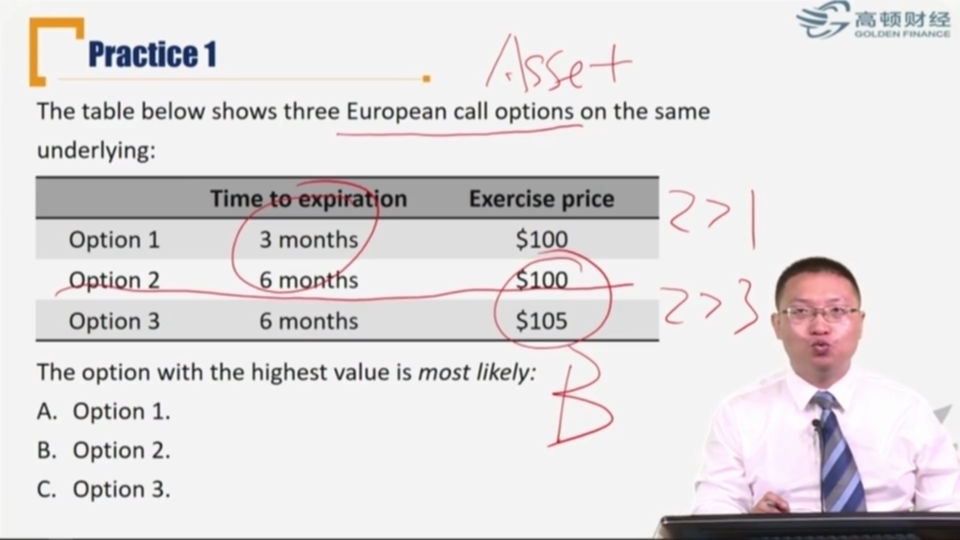 高顿财经
GOLDEN FINANCE
Practice 1
Asset
The table below shows three European call options on the same
underlying:
Time to expiration Exercise price
Option 1 3 months $100
2>1
Option 2 6 months $100
Option 3 6 months $105
2>3
The option with the highest value is most likely:
B
A. Option 1.
B. Option 2.
C. Option 3.